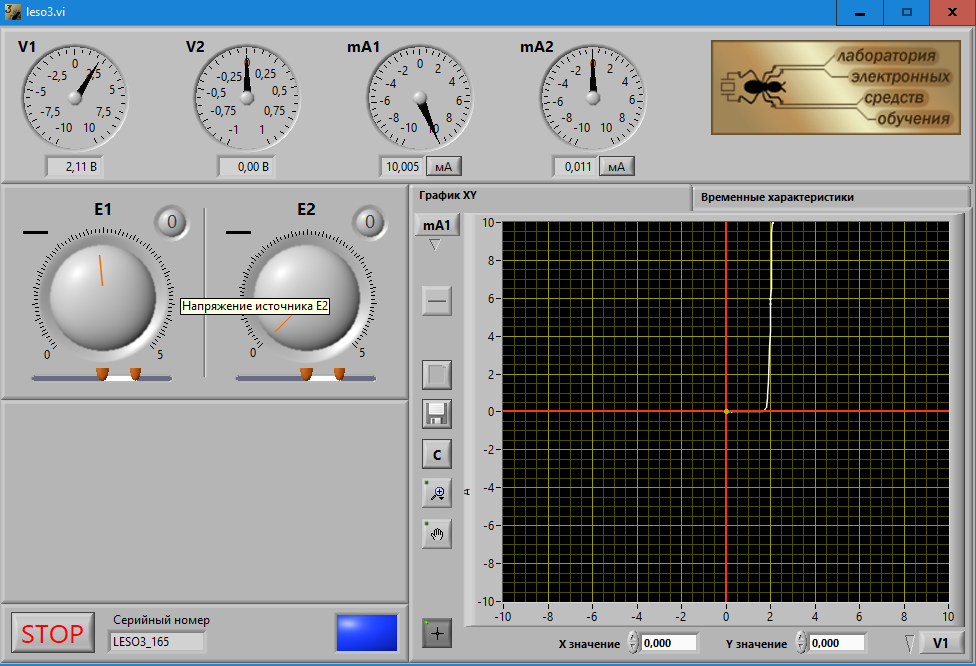 leso3.vi
V1
-10 -7,5 -5 -2,5 0 2,5 5 7,5 10
2,11 В
V2
-1 -0,75 -0,5 -0,25 0 0,25 0,5 0,75 1
0,00 В
mA1
-10 -8 -6 -4 -2 0 2 4 6 8 10
10,005 мА
mA2
-10 -8 -6 -4 -2 0 2 4 6 8 10
0,011 мА
лаборатория
электронных
средств
обучения
E1
0
0 5
E2
0
0 5
Напряжение источника E2
STOP
Серийный номер
LESO3_165
График XY
Временные характеристики
mA1
C
10
8
6
4
2
0
-2
-4
-6
-8
-10
-10 -8 -6 -4 -2 0 2 4 6 8 10
X значение 0,000 Y значение 0,000 V1